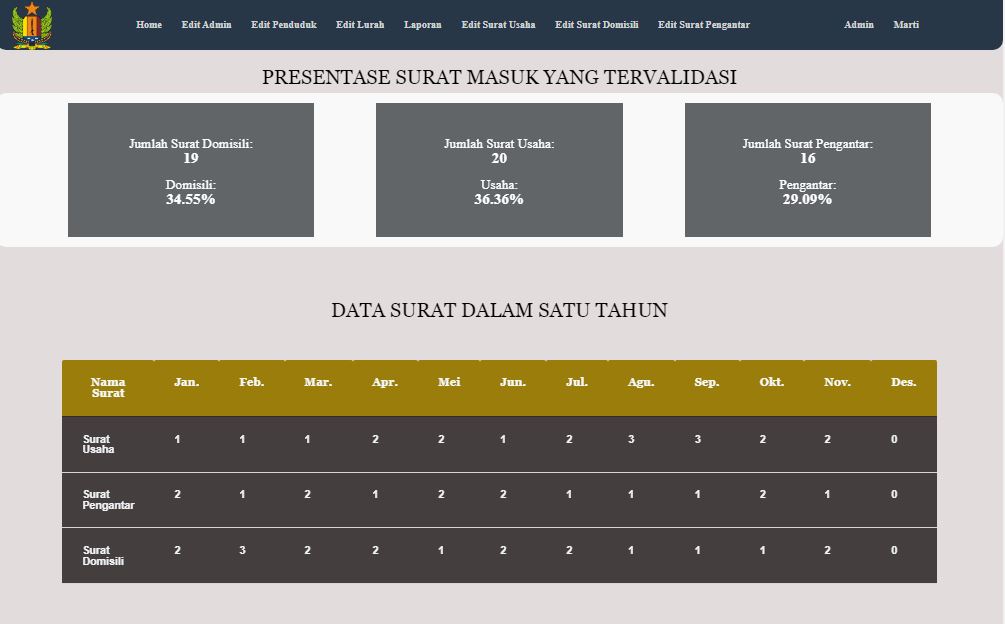 Home Edit Admin Edit Penduduk Edit Lurah Laporan Edit Surat Usaha Edit Surat Domisili Edit Surat Pengantar Admin Marti
PRESENTASE SURAT MASUK YANG TERVALIDASI
Jumlah Surat Domisili:
19
Domisili:
34.55%
Jumlah Surat Usaha:
20
Usaha:
36.36%
Jumlah Surat Pengantar:
16
Pengantar:
29.09%
DATA SURAT DALAM SATU TAHUN
Nama Surat Jan. Feb. Mar. Apr. Mei Jun. Jul. Agu. Sep. Okt. Nov. Des.
Surat Usaha 1 1 1 2 2 1 2 3 3 2 2 0
Surat Pengantar 2 1 2 1 2 2 1 1 1 2 1 0
Surat Domisili 2 3 2 2 1 2 2 1 1 1 2 0